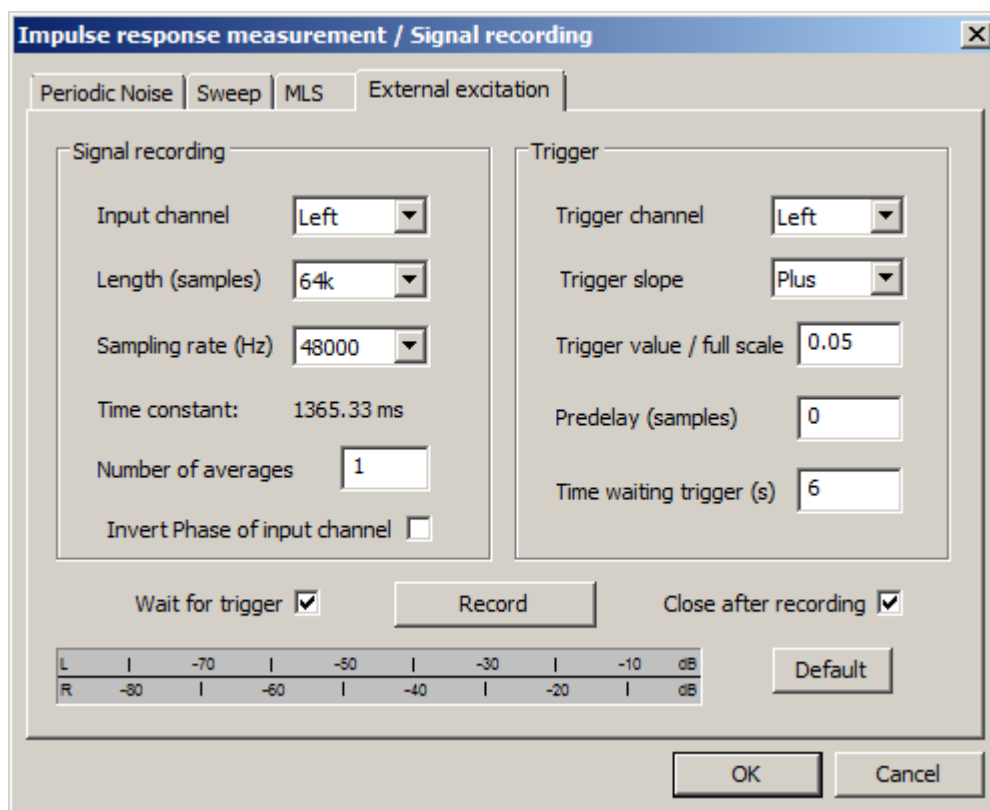 Impulse response measurement / Signal recording
Periodic Noise Sweep MLS External excitation
Signal recording
Input channel Left
Length (samples) 64k
Sampling rate (Hz) 48000
Time constant: 1365.33 ms
Number of averages 1
Invert Phase of input channel
Trigger
Trigger channel Left
Trigger slope Plus
Trigger value / full scale 0.05
Predelay (samples) 0
Time waiting trigger (s) 6
Wait for trigger Record Close after recording
L -70 -50 -30 -10 dB
R -80 -60 -40 -20 dB
Default
OK Cancel